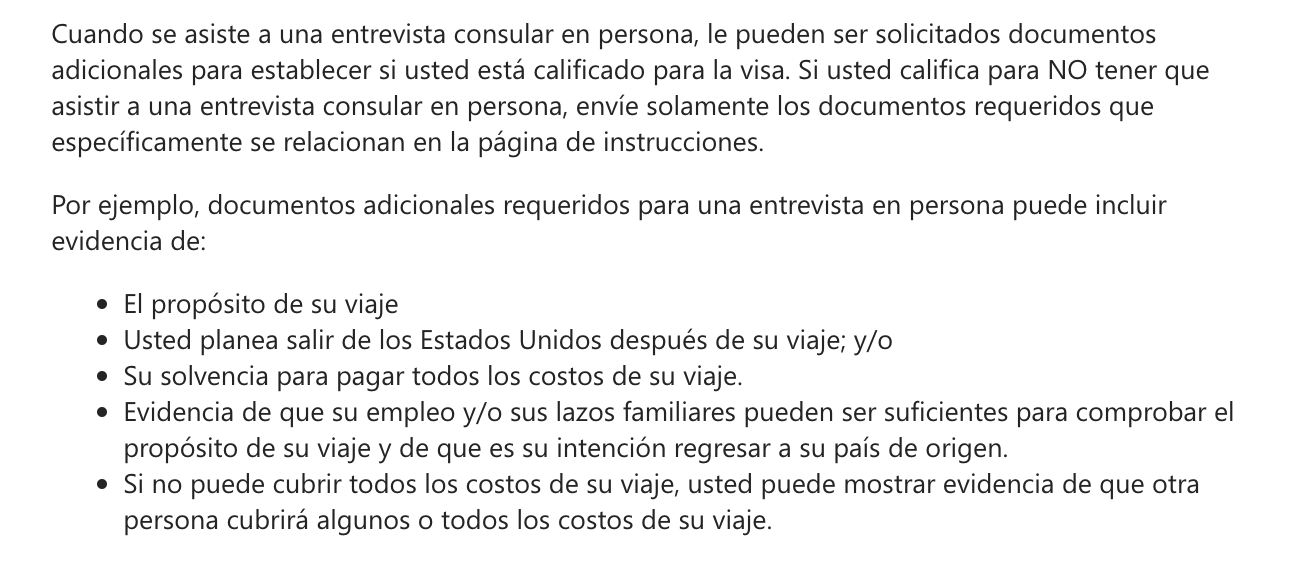 Cuando se asiste a una entrevista consular en persona, le pueden ser solicitados documentos
adicionales para establecer si usted está calificado para la visa. Si usted califica para NO tener que
asistir a una entrevista consular en persona, envíe solamente los documentos requeridos que
específicamente se relacionan en la página de instrucciones.
Por ejemplo, documentos adicionales requeridos para una entrevista en persona puede incluir
evidencia de:
• El propósito de su viaje
• Usted planea salir de los Estados Unidos después de su viaje; y/o
• Su solvencia para pagar todos los costos de su viaje.
• Evidencia de que su empleo y/o sus lazos familiares pueden ser suficientes para comprobar el
propósito de su viaje y de que es su intención regresar a su país de origen.
• Si no puede cubrir todos los costos de su viaje, usted puede mostrar evidencia de que otra
persona cubrirá algunos o todos los costos de su viaje.